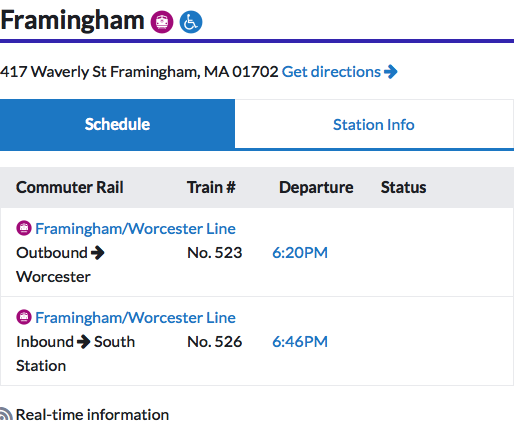 Framingham
417 Waverly St Framingham, MA 01702 Get directions
Schedule Station Info
Commuter Rail Train # Departure Status
Framingham/Worcester Line
Outbound No. 523 6:20PM
Worcester
Framingham/Worcester Line
Inbound South No. 526 6:46PM
Station
Real-time information